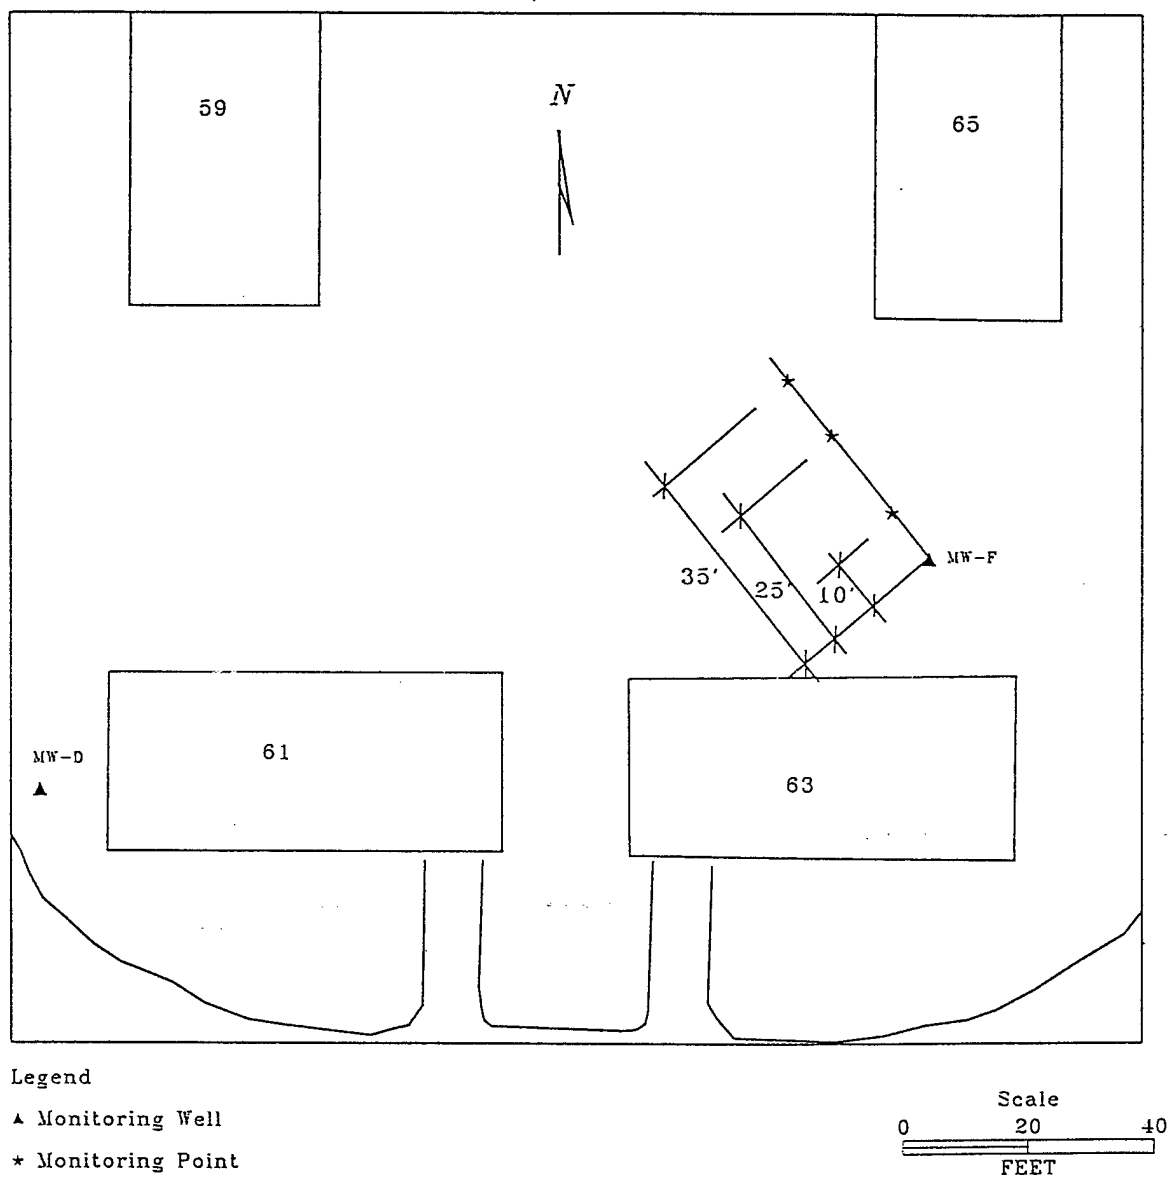 N
59
65
MW-F
35'
25'
10'
MW-D
61
63
Legend
Monitoring Well
Monitoring Point
Scale
0 20 40
FEET